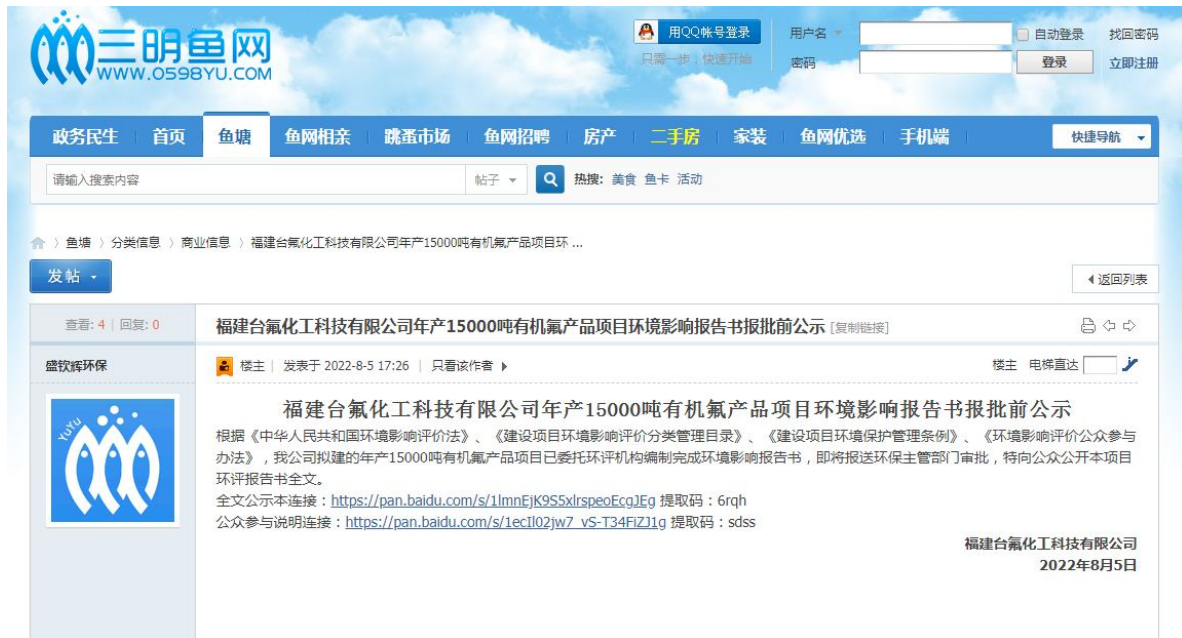 三明鱼网
WWW.0598YU.COM
用QQ帐号登录
只需一步，快速开始
用户名
自动登录
找回密码
密码
登录
立即注册
政务民生 首页 鱼塘 鱼网相亲 跳蚤市场 鱼网招聘 房产 二手房 家装 鱼网优选 手机端
快捷导航
请输入搜索内容
帖子
热搜: 美食 鱼卡 活动
鱼塘 〉 分类信息 〉 商业信息 〉 福建台氟化工科技有限公司年产15000吨有机氟产品项目环 ...
发帖
返回列表
查看: 4 | 回复: 0
福建台氟化工科技有限公司年产15000吨有机氟产品项目环境影响报告书报批前公示 [复制链接]
盛钦辉环保
楼主 | 发表于 2022-8-5 17:26 | 只看该作者
楼主 电梯直达
YuYu
福建台氟化工科技有限公司年产15000吨有机氟产品项目环境影响报告书报批前公示
根据《中华人民共和国环境影响评价法》、《建设项目环境影响评价分类管理目录》、《建设项目环境保护管理条例》、《环境影响评价公众参与
办法》，我公司拟建的年产15000吨有机氟产品项目已委托环评机构编制完成环境影响报告书，即将报送环保主管部门审批，特向公众公开本项目
环评报告书全文。
全文公示本连接：https://pan.baidu.com/s/1lmnEjK9S5xlrspeoEcgJEg 提取码：6rqh
公众参与说明连接：https://pan.baidu.com/s/1ecIl02jw7_vS-T34FiZJ1g 提取码：sdss
福建台氟化工科技有限公司
2022年8月5日